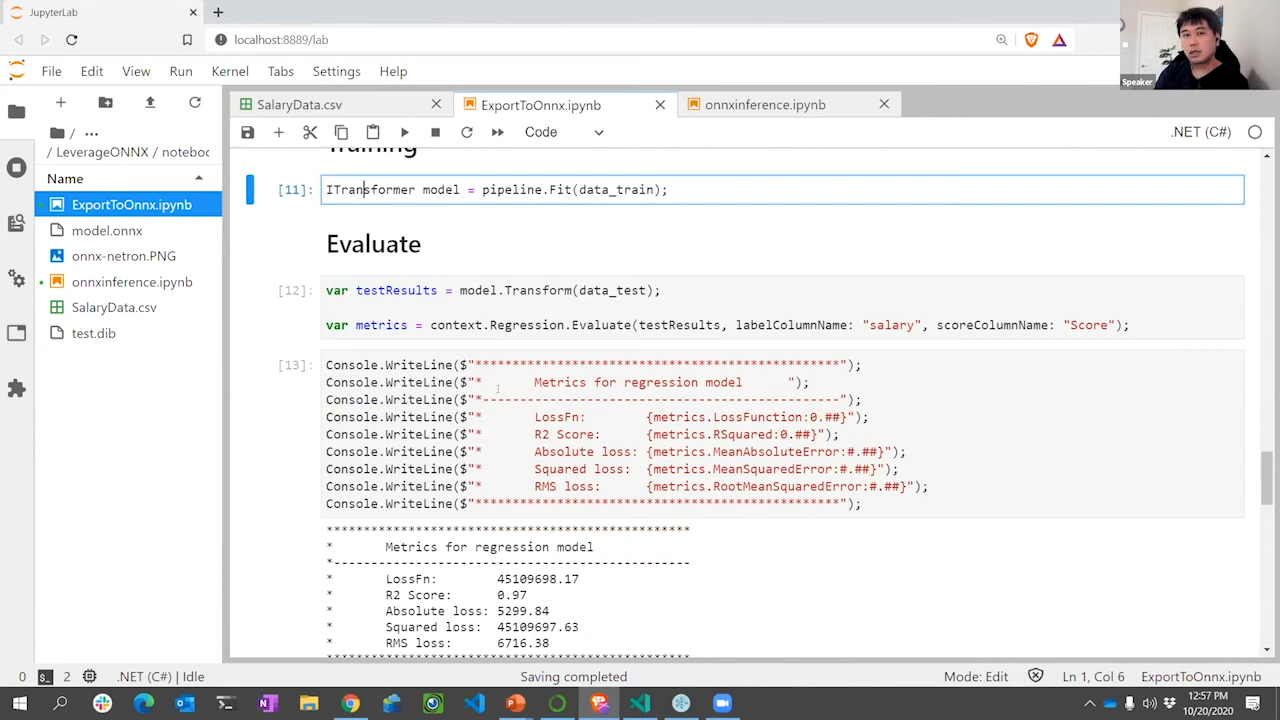 JupyterLab
localhost:8889/lab
Speaker
File Edit View Run Kernel Tabs Settings Help
SalaryData.csv ExportToOnnx.ipynb onnxinference.ipynb
Code .NET (C#)
/ ...
/ LeverageONNX / noteboo
Name
ExportToOnnx.ipynb
model.onnx
onnx-netron.PNG
onnxinference.ipynb
SalaryData.csv
test.dib
Training
[11]: ITransformer model = pipeline.Fit(data_train);
Evaluate
[12]: var testResults = model.Transform(data_test);
var metrics = context.Regression.Evaluate(testResults, labelColumnName: "salary", scoreColumnName: "Score");
[13]: Console.WriteLine($"*************************************************");
Console.WriteLine($"* Metrics for regression model ");
Console.WriteLine($"*------------------------------------------------");
Console.WriteLine($"* LossFn: {metrics.LossFunction:0.##}");
Console.WriteLine($"* R2 Score: {metrics.RSquared:0.##}");
Console.WriteLine($"* Absolute loss: {metrics.MeanAbsoluteError:#.##}");
Console.WriteLine($"* Squared loss: {metrics.MeanSquaredError:#.##}");
Console.WriteLine($"* RMS loss: {metrics.RootMeanSquaredError:#.##}");
Console.WriteLine($"*************************************************");
*************************************************
* Metrics for regression model
*------------------------------------------------
* LossFn: 45109698.17
* R2 Score: 0.97
* Absolute loss: 5299.84
* Squared loss: 45109697.63
* RMS loss: 6716.38
*************************************************
0 2 .NET (C#) | Idle Saving completed Mode: Edit Ln 1, Col 6 ExportToOnnx.ipynb
12:57 PM
10/20/2020